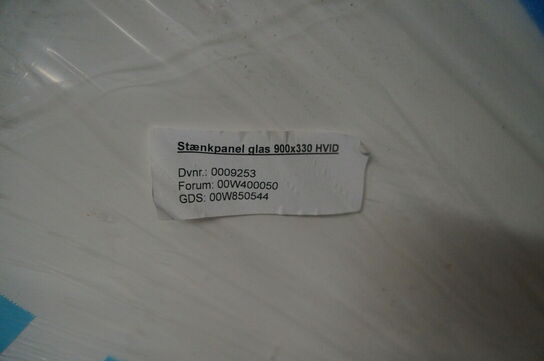 Stænkpanel glas 900x330 HVID
Dvnr.: 0009253
Forum: 00W400050
GDS: 00W850544